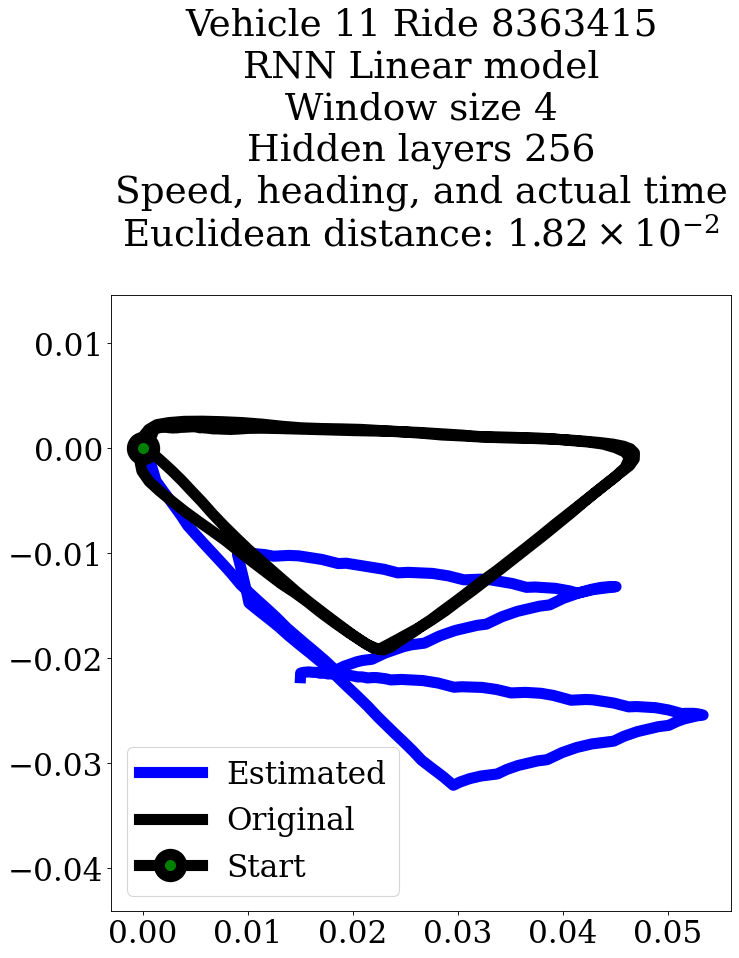 Vehicle 11 Ride 8363415
RNN Linear model
Window size 4
Hidden layers 256
Speed, heading, and actual time
Euclidean distance: 1.82 × 10⁻²
0.01
0.00
−0.01
−0.02
−0.03
−0.04
Estimated
Original
Start
0.00 0.01 0.02 0.03 0.04 0.05